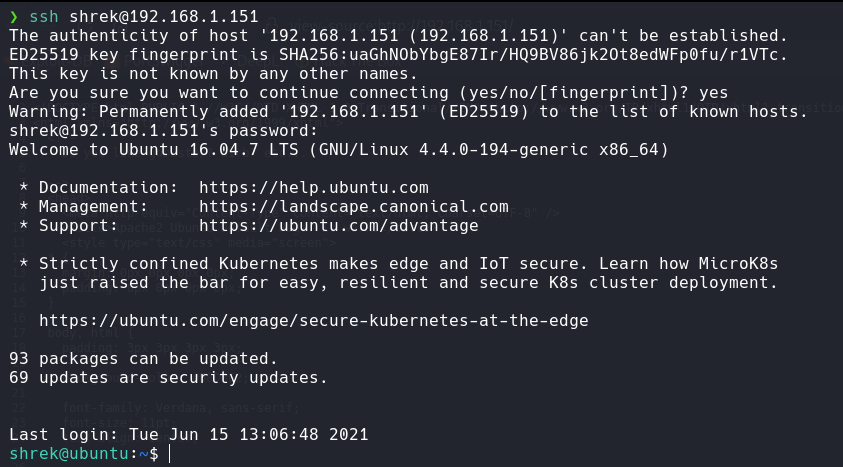 ❯ ssh shrek@192.168.1.151
The authenticity of host '192.168.1.151 (192.168.1.151)' can't be established.
ED25519 key fingerprint is SHA256:uaGhNObYbgE87Ir/HQ9BV86jk2Ot8edWFp0fu/r1VTc.
This key is not known by any other names.
Are you sure you want to continue connecting (yes/no/[fingerprint])? yes
Warning: Permanently added '192.168.1.151' (ED25519) to the list of known hosts.
shrek@192.168.1.151's password:
Welcome to Ubuntu 16.04.7 LTS (GNU/Linux 4.4.0-194-generic x86_64)
* Documentation: https://help.ubuntu.com
* Management: https://landscape.canonical.com
* Support: https://ubuntu.com/advantage
* Strictly confined Kubernetes makes edge and IoT secure. Learn how MicroK8s
just raised the bar for easy, resilient and secure K8s cluster deployment.
https://ubuntu.com/engage/secure-kubernetes-at-the-edge
93 packages can be updated.
69 updates are security updates.
Last login: Tue Jun 15 13:06:48 2021
shrek@ubuntu:~$